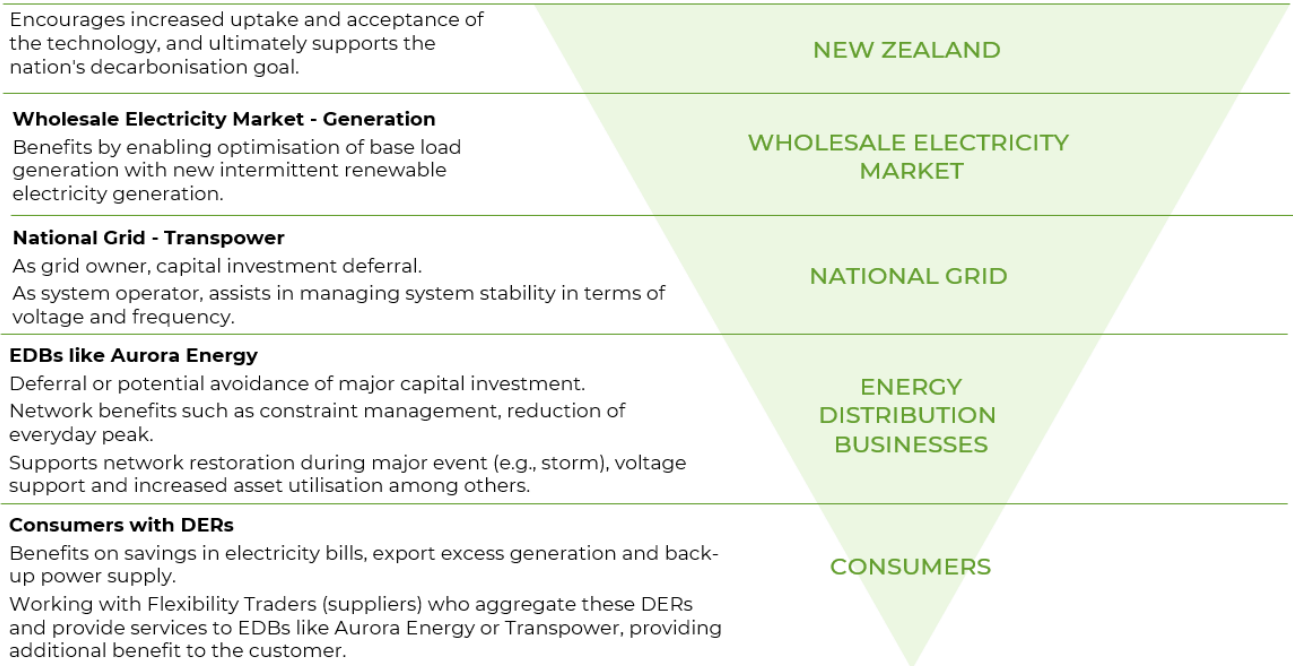 Encourages increased uptake and acceptance of
the technology, and ultimately supports the
nation's decarbonisation goal.
NEW ZEALAND
Wholesale Electricity Market - Generation
Benefits by enabling optimisation of base load
generation with new intermittent renewable
electricity generation.
WHOLESALE ELECTRICITY
MARKET
National Grid - Transpower
As grid owner, capital investment deferral.
As system operator, assists in managing system stability in terms of
voltage and frequency.
NATIONAL GRID
EDBs like Aurora Energy
Deferral or potential avoidance of major capital investment.
Network benefits such as constraint management, reduction of
everyday peak.
Supports network restoration during major event (e.g., storm), voltage
support and increased asset utilisation among others.
ENERGY
DISTRIBUTION
BUSINESSES
Consumers with DERs
Benefits on savings in electricity bills, export excess generation and back-
up power supply.
Working with Flexibility Traders (suppliers) who aggregate these DERs
and provide services to EDBs like Aurora Energy or Transpower, providing
additional benefit to the customer.
CONSUMERS